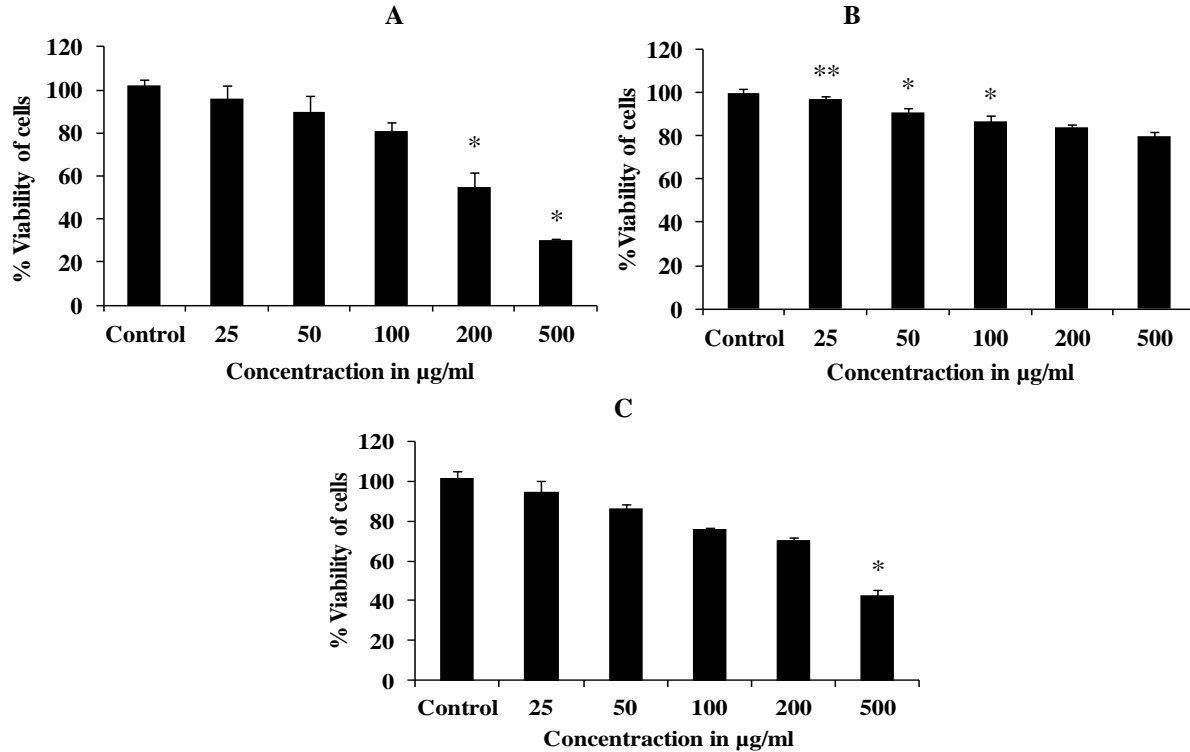 A
% Viability of cells
120
100
80
60
40
20
0
*
*
Control 25 50 100 200 500
Concentraction in µg/ml
B
%Viability of cells
120
100
80
60
40
20
0
**
*
*
Control 25 50 100 200 500
Concentraction in µg/ml
C
% Viability of cells
120
100
80
60
40
20
0
*
Control 25 50 100 200 500
Concentraction in µg/ml